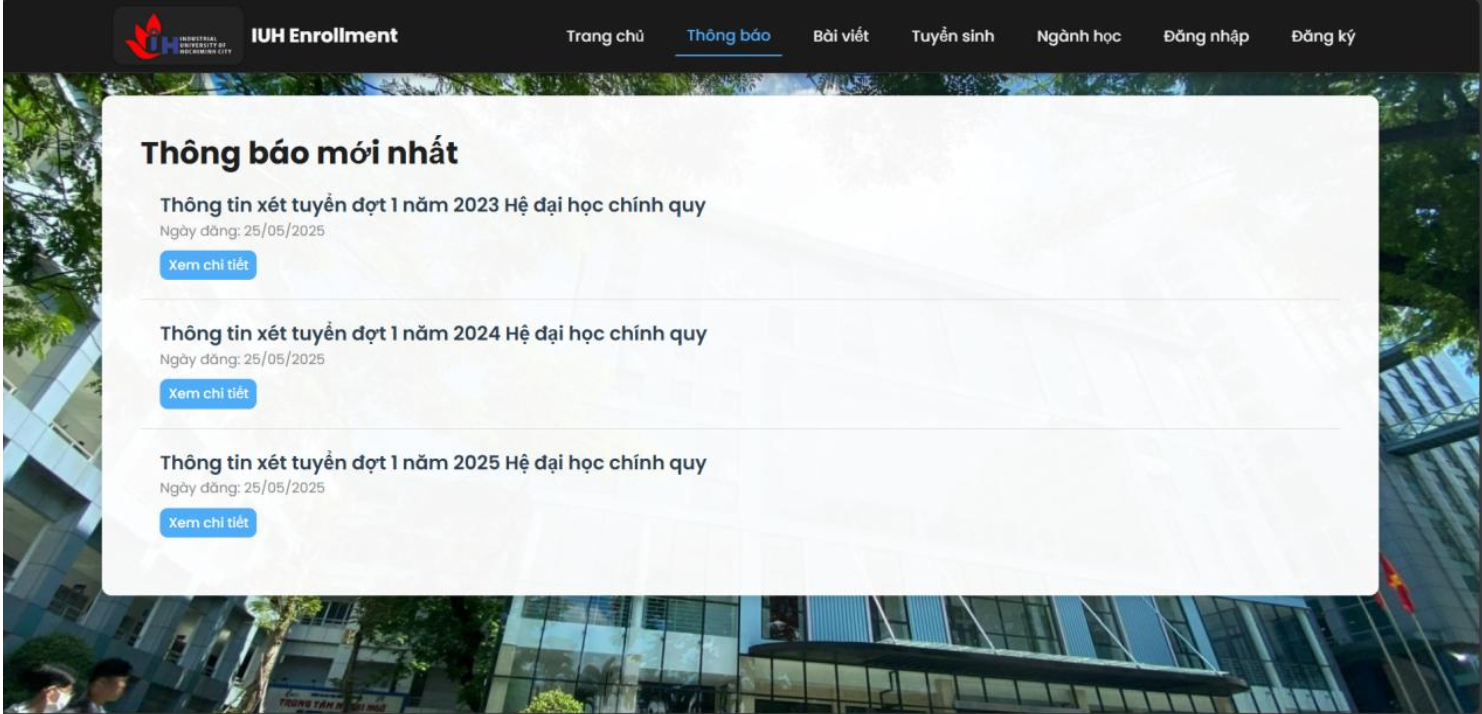 INDUSTRIAL
UNIVERSITY OF
HOCHIMINH CITY
IUH
IUH Enrollment
Trang chủ
Thông báo
Bài viết
Tuyển sinh
Ngành học
Đăng nhập
Đăng ký
Thông báo mới nhất
Thông tin xét tuyển đợt 1 năm 2023 Hệ đại học chính quy
Ngày đăng: 25/05/2025
Xem chi tiết
Thông tin xét tuyển đợt 1 năm 2024 Hệ đại học chính quy
Ngày đăng: 25/05/2025
Xem chi tiết
Thông tin xét tuyển đợt 1 năm 2025 Hệ đại học chính quy
Ngày đăng: 25/05/2025
Xem chi tiết
TRUNG TÂM